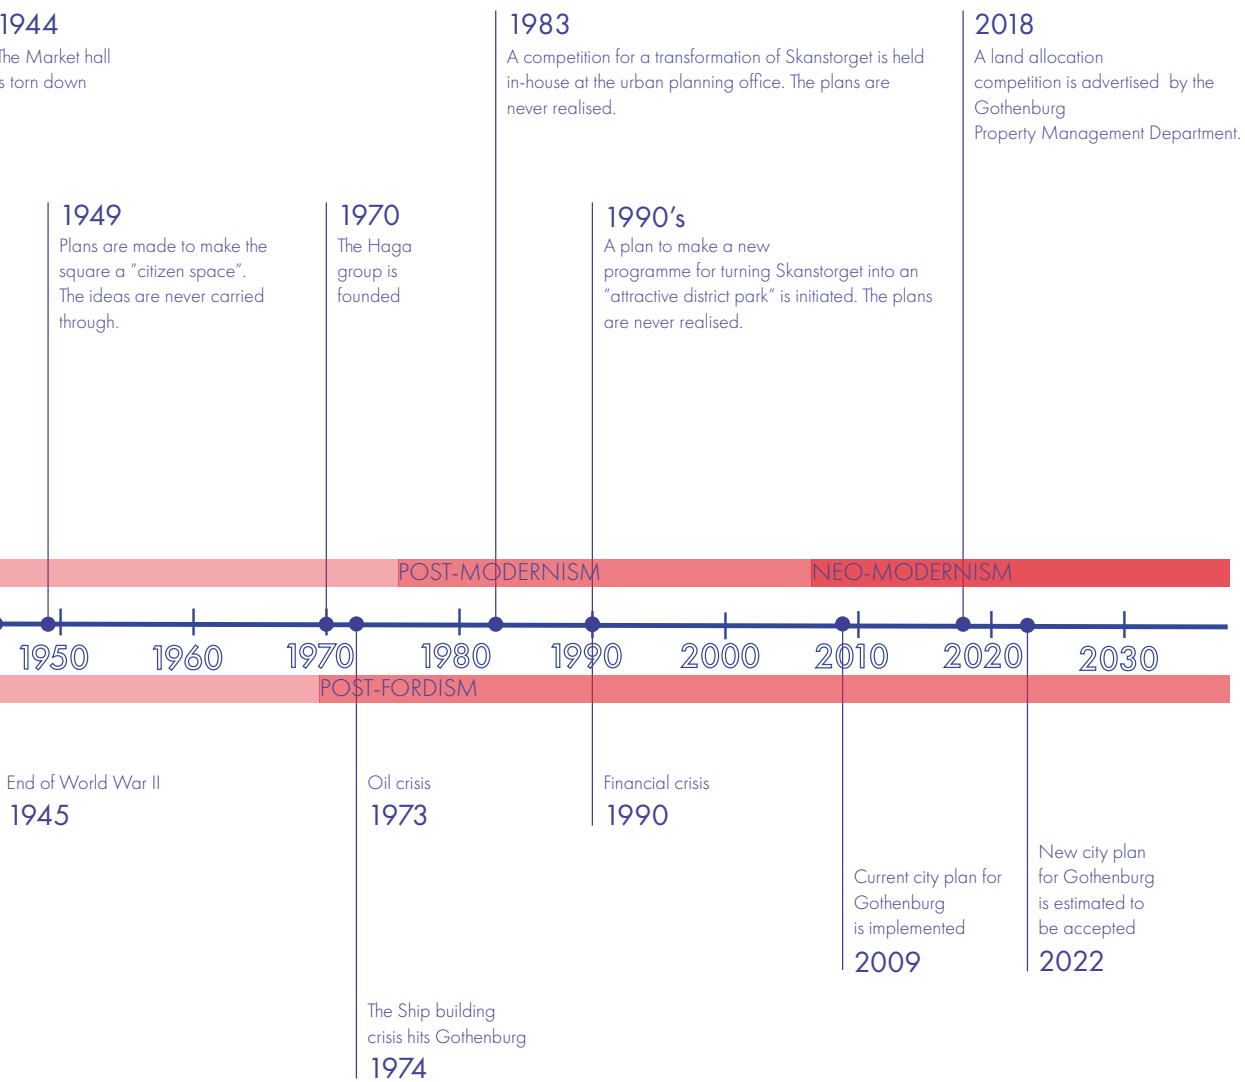 1944
The Market hall
s torn down
1983
A competition for a transformation of Skanstorget is held
in-house at the urban planning office. The plans are
never realised.
2018
A land allocation
competition is advertised  by the
Gothenburg
Property Management Department.
1949
Plans are made to make the
square a ”citizen space”.
The ideas are never carried
through.
1970
The Haga
group is
founded
1990’s
A plan to make a new
programme for turning Skanstorget into an
”attractive district park” is initiated. The plans
are never realised.
POST-MODERNISM
NEO-MODERNISM
1950
1960
1970
1980
1990
2000
2010
2020
2030
POST-FORDISM
End of World War II
1945
Oil crisis
1973
Financial crisis
1990
Current city plan for
Gothenburg
is implemented
2009
New city plan
for Gothenburg
is estimated to
be accepted
2022
The Ship building
crisis hits Gothenburg
1974